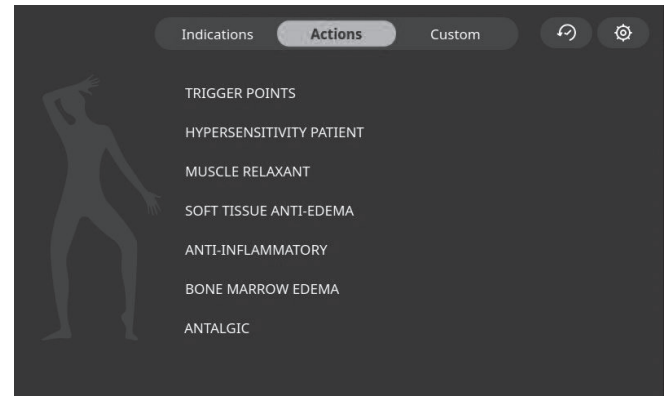 Indications Actions Custom
TRIGGER POINTS
HYPERSENSITIVITY PATIENT
MUSCLE RELAXANT
SOFT TISSUE ANTI-EDEMA
ANTI-INFLAMMATORY
BONE MARROW EDEMA
ANTALGIC